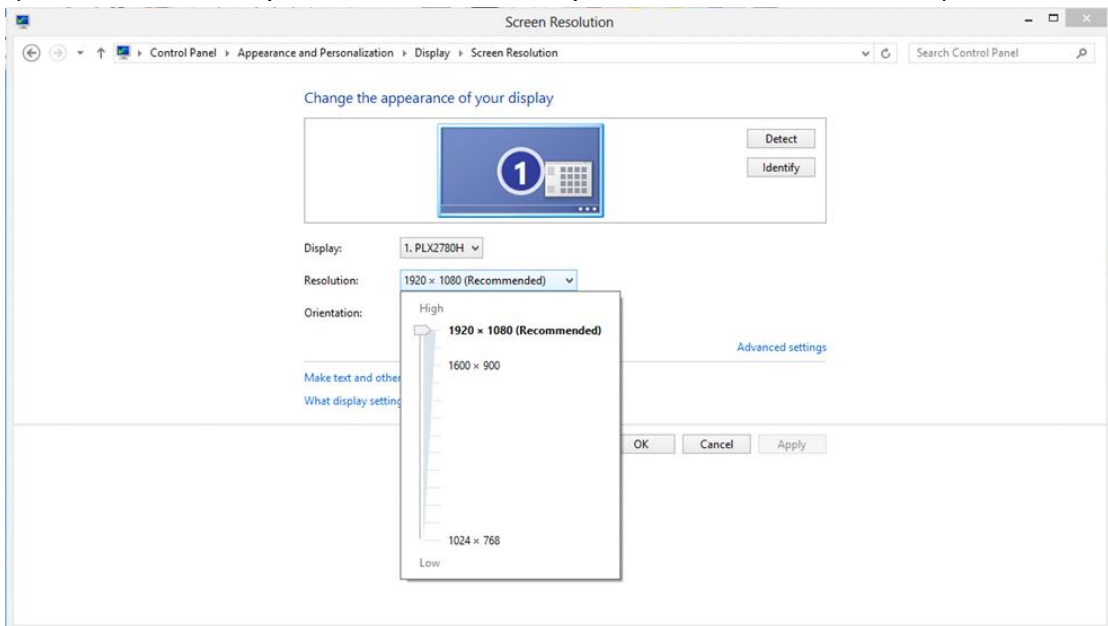 Screen Resolution
Control Panel Appearance and Personalization Display Screen Resolution
Search Control Panel
Change the appearance of your display
1
Detect
Identify
Display:
1. PLX2780H
Resolution:
1920 × 1080 (Recommended)
Orientation:
High
1920 × 1080 (Recommended)
1600 × 900
1024 × 768
Low
Advanced settings
Make text and other
What display setting
OK
Cancel
Apply